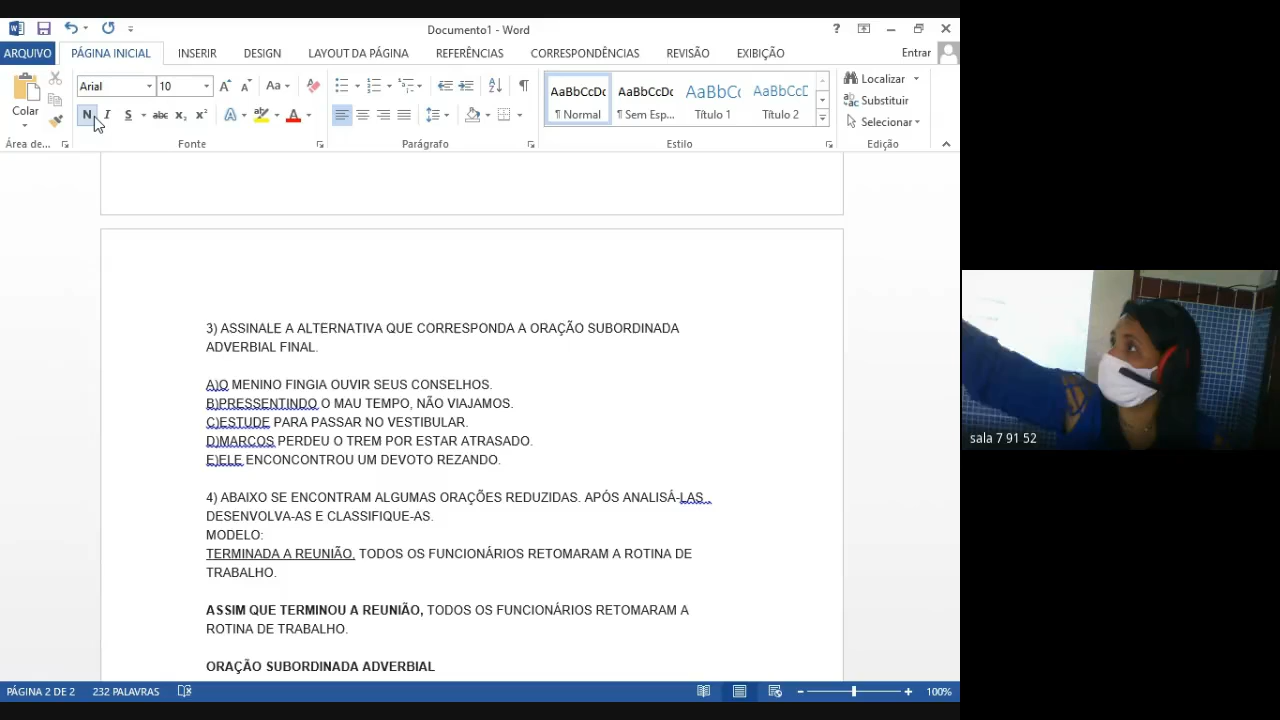 Documento1 - Word
?
ARQUIVO PÁGINA INICIAL INSERIR DESIGN LAYOUT DA PÁGINA REFERÊNCIAS CORRESPONDÊNCIAS REVISÃO EXIBIÇÃO Entrar
Colar
Arial 10 Aa
N I S abc x₂ x² A A
AaBbCcDc AaBbCcDc AaBbC( AaBbCcD
¶ Normal ¶ Sem Esp... Título 1 Título 2
Localizar
Substituir
Selecionar
Área de... Fonte Parágrafo Estilo Edição
3) ASSINALE A ALTERNATIVA QUE CORRESPONDA A ORAÇÃO SUBORDINADA
ADVERBIAL FINAL.
A)O MENINO FINGIA OUVIR SEUS CONSELHOS.
B)PRESSENTINDO O MAU TEMPO, NÃO VIAJAMOS.
C)ESTUDE PARA PASSAR NO VESTIBULAR.
D)MARCOS PERDEU O TREM POR ESTAR ATRASADO.
E)ELE ENCONCONTROU UM DEVOTO REZANDO.
4) ABAIXO SE ENCONTRAM ALGUMAS ORAÇÕES REDUZIDAS. APÓS ANALISÁ-LAS .
DESENVOLVA-AS E CLASSIFIQUE-AS.
MODELO:
TERMINADA A REUNIÃO, TODOS OS FUNCIONÁRIOS RETOMARAM A ROTINA DE
TRABALHO.
ASSIM QUE TERMINOU A REUNIÃO, TODOS OS FUNCIONÁRIOS RETOMARAM A
ROTINA DE TRABALHO.
ORAÇÃO SUBORDINADA ADVERBIAL
PÁGINA 2 DE 2 232 PALAVRAS 100%
sala 7 91 52